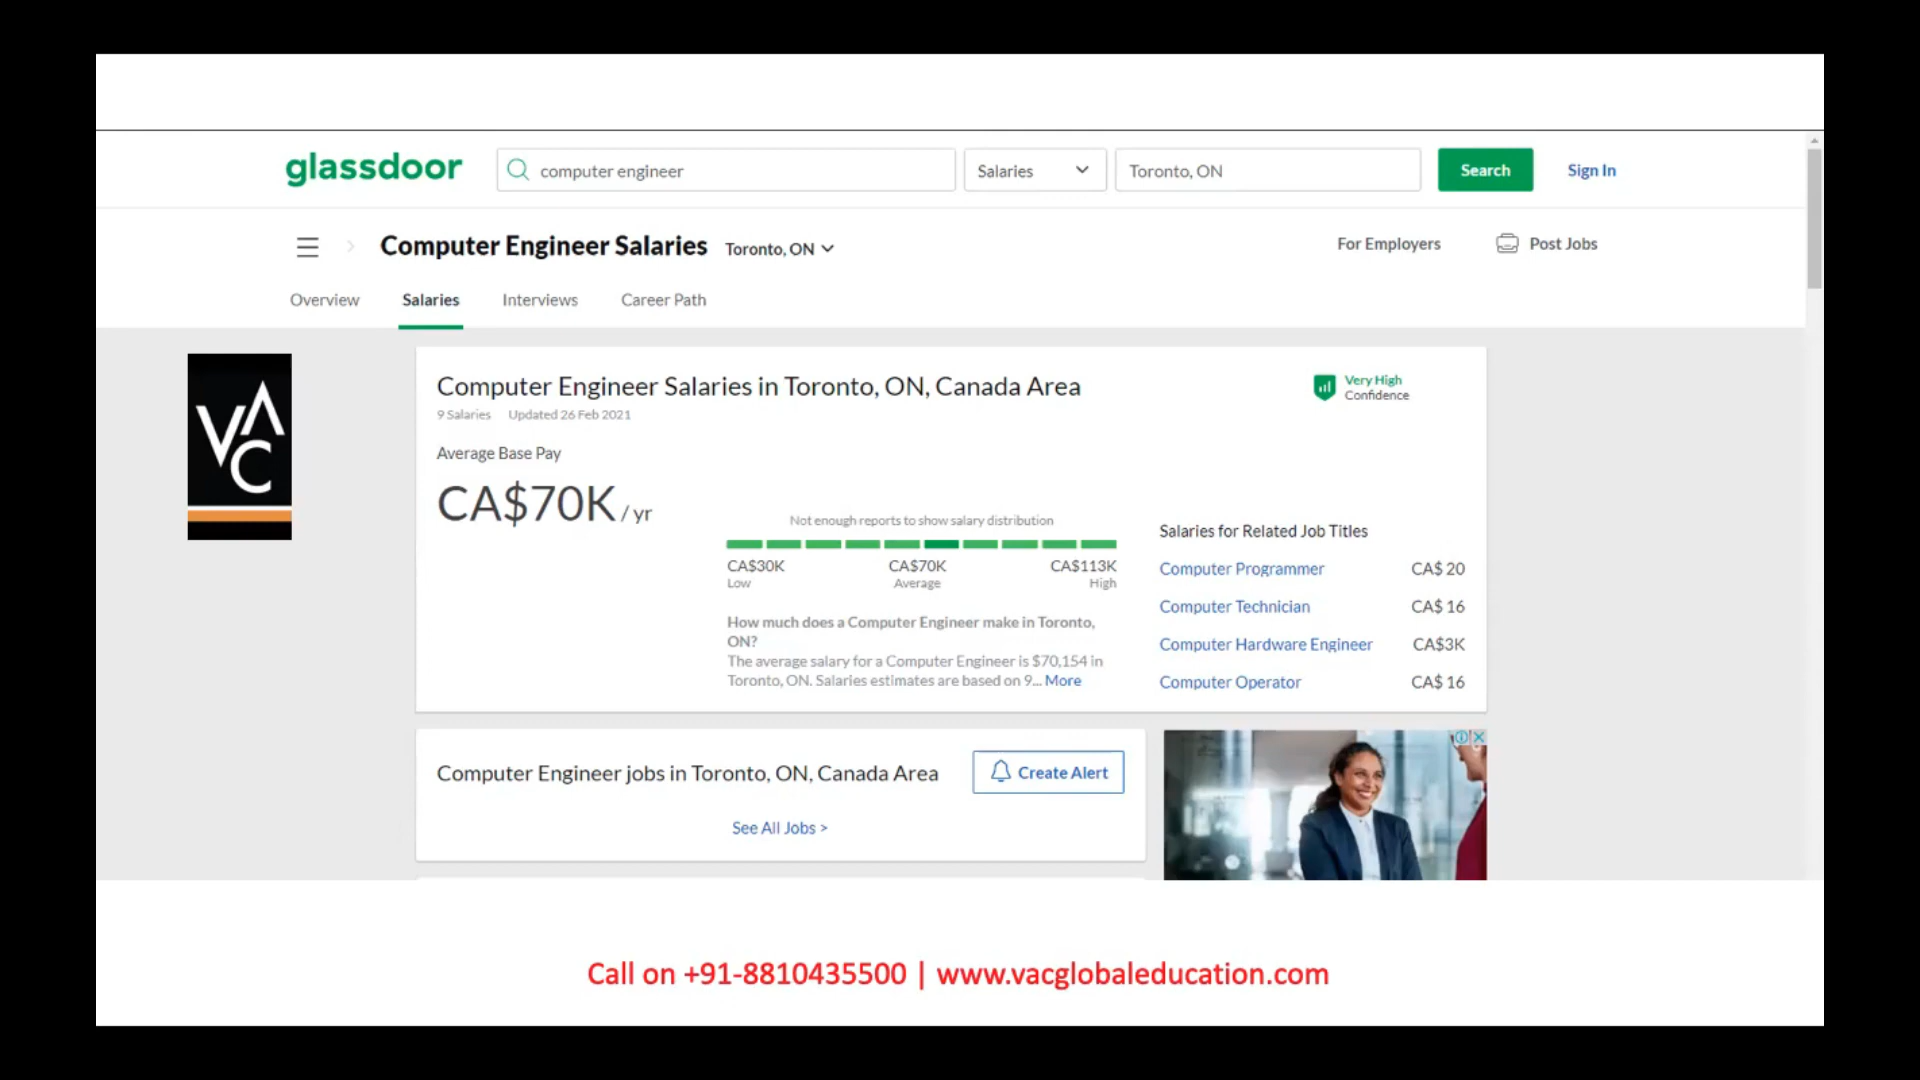 glassdoor
computer engineer
Salaries
Toronto, ON
Search
Sign In
Computer Engineer Salaries
Toronto, ON
For Employers
Post Jobs
Overview
Salaries
Interviews
Career Path
VAC
Computer Engineer Salaries in Toronto, ON, Canada Area
9 Salaries Updated 26 Feb 2021
Very High
Confidence
Average Base Pay
CA$70K / yr
Not enough reports to show salary distribution
CA$30K CA$70K CA$113K
Low Average High
How much does a Computer Engineer make in Toronto,
ON?
The average salary for a Computer Engineer is $70,154 in
Toronto, ON. Salaries estimates are based on 9... More
Salaries for Related Job Titles
Computer Programmer CA$ 20
Computer Technician CA$ 16
Computer Hardware Engineer CA$3K
Computer Operator CA$ 16
Computer Engineer jobs in Toronto, ON, Canada Area
Create Alert
See All Jobs >
Call on +91-8810435500 | www.vacglobaleducation.com